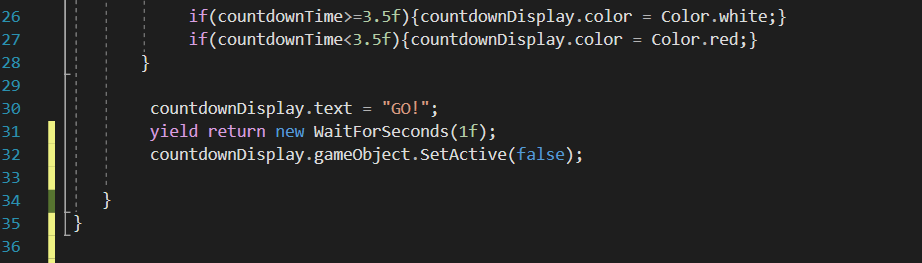 26 if(countdownTime>=3.5f){countdownDisplay.color = Color.white;}
27 if(countdownTime<3.5f){countdownDisplay.color = Color.red;}
28 }
29
30 countdownDisplay.text = "GO!";
31 yield return new WaitForSeconds(1f);
32 countdownDisplay.gameObject.SetActive(false);
33
34 }
35 }
36